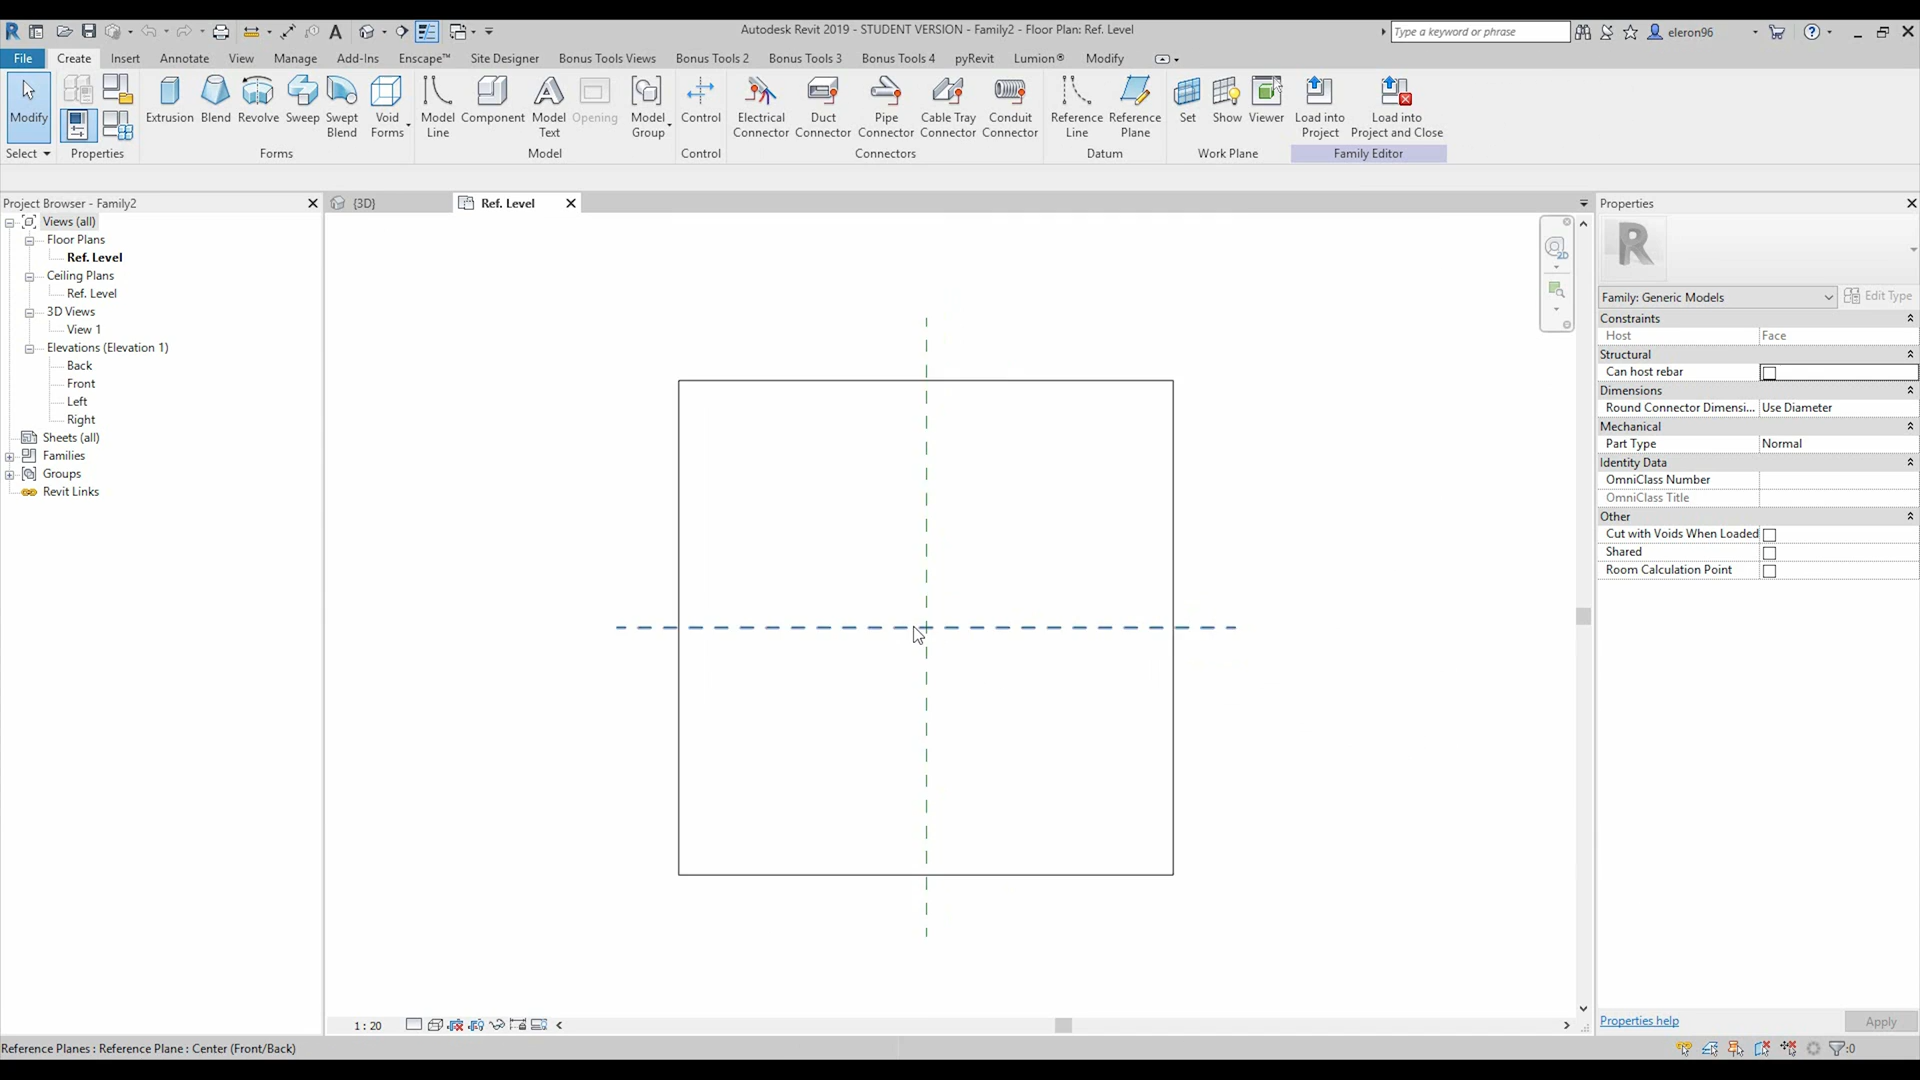 Autodesk Revit 2019 - STUDENT VERSION - Family2 - Floor Plan: Ref. Level
Type a keyword or phrase
eleron96
File Create Insert Annotate View Manage Add-Ins Enscape™ Site Designer Bonus Tools Views Bonus Tools 2 Bonus Tools 3 Bonus Tools 4 pyRevit Lumion® Modify
Modify
Extrusion Blend Revolve Sweep Swept Blend Void Forms
Model Line Component Model Text Opening Model Group
Control
Electrical Connector Duct Connector Pipe Connector Cable Tray Connector Conduit Connector
Reference Line Reference Plane
Set Show Viewer
Load into Project Load into Project and Close
Select Properties Forms Model Control Connectors Datum Work Plane Family Editor
Project Browser - Family2
Views (all)
Floor Plans
Ref. Level
Ceiling Plans
Ref. Level
3D Views
View 1
Elevations (Elevation 1)
Back
Front
Left
Right
Sheets (all)
Families
Groups
Revit Links
{3D} Ref. Level
2D
1 : 20
Properties
R
Family: Generic Models Edit Type
Constraints
Host Face
Structural
Can host rebar
Dimensions
Round Connector Dimensi... Use Diameter
Mechanical
Part Type Normal
Identity Data
OmniClass Number
OmniClass Title
Other
Cut with Voids When Loaded
Shared
Room Calculation Point
Properties help Apply
Reference Planes : Reference Plane : Center (Front/Back)
:0